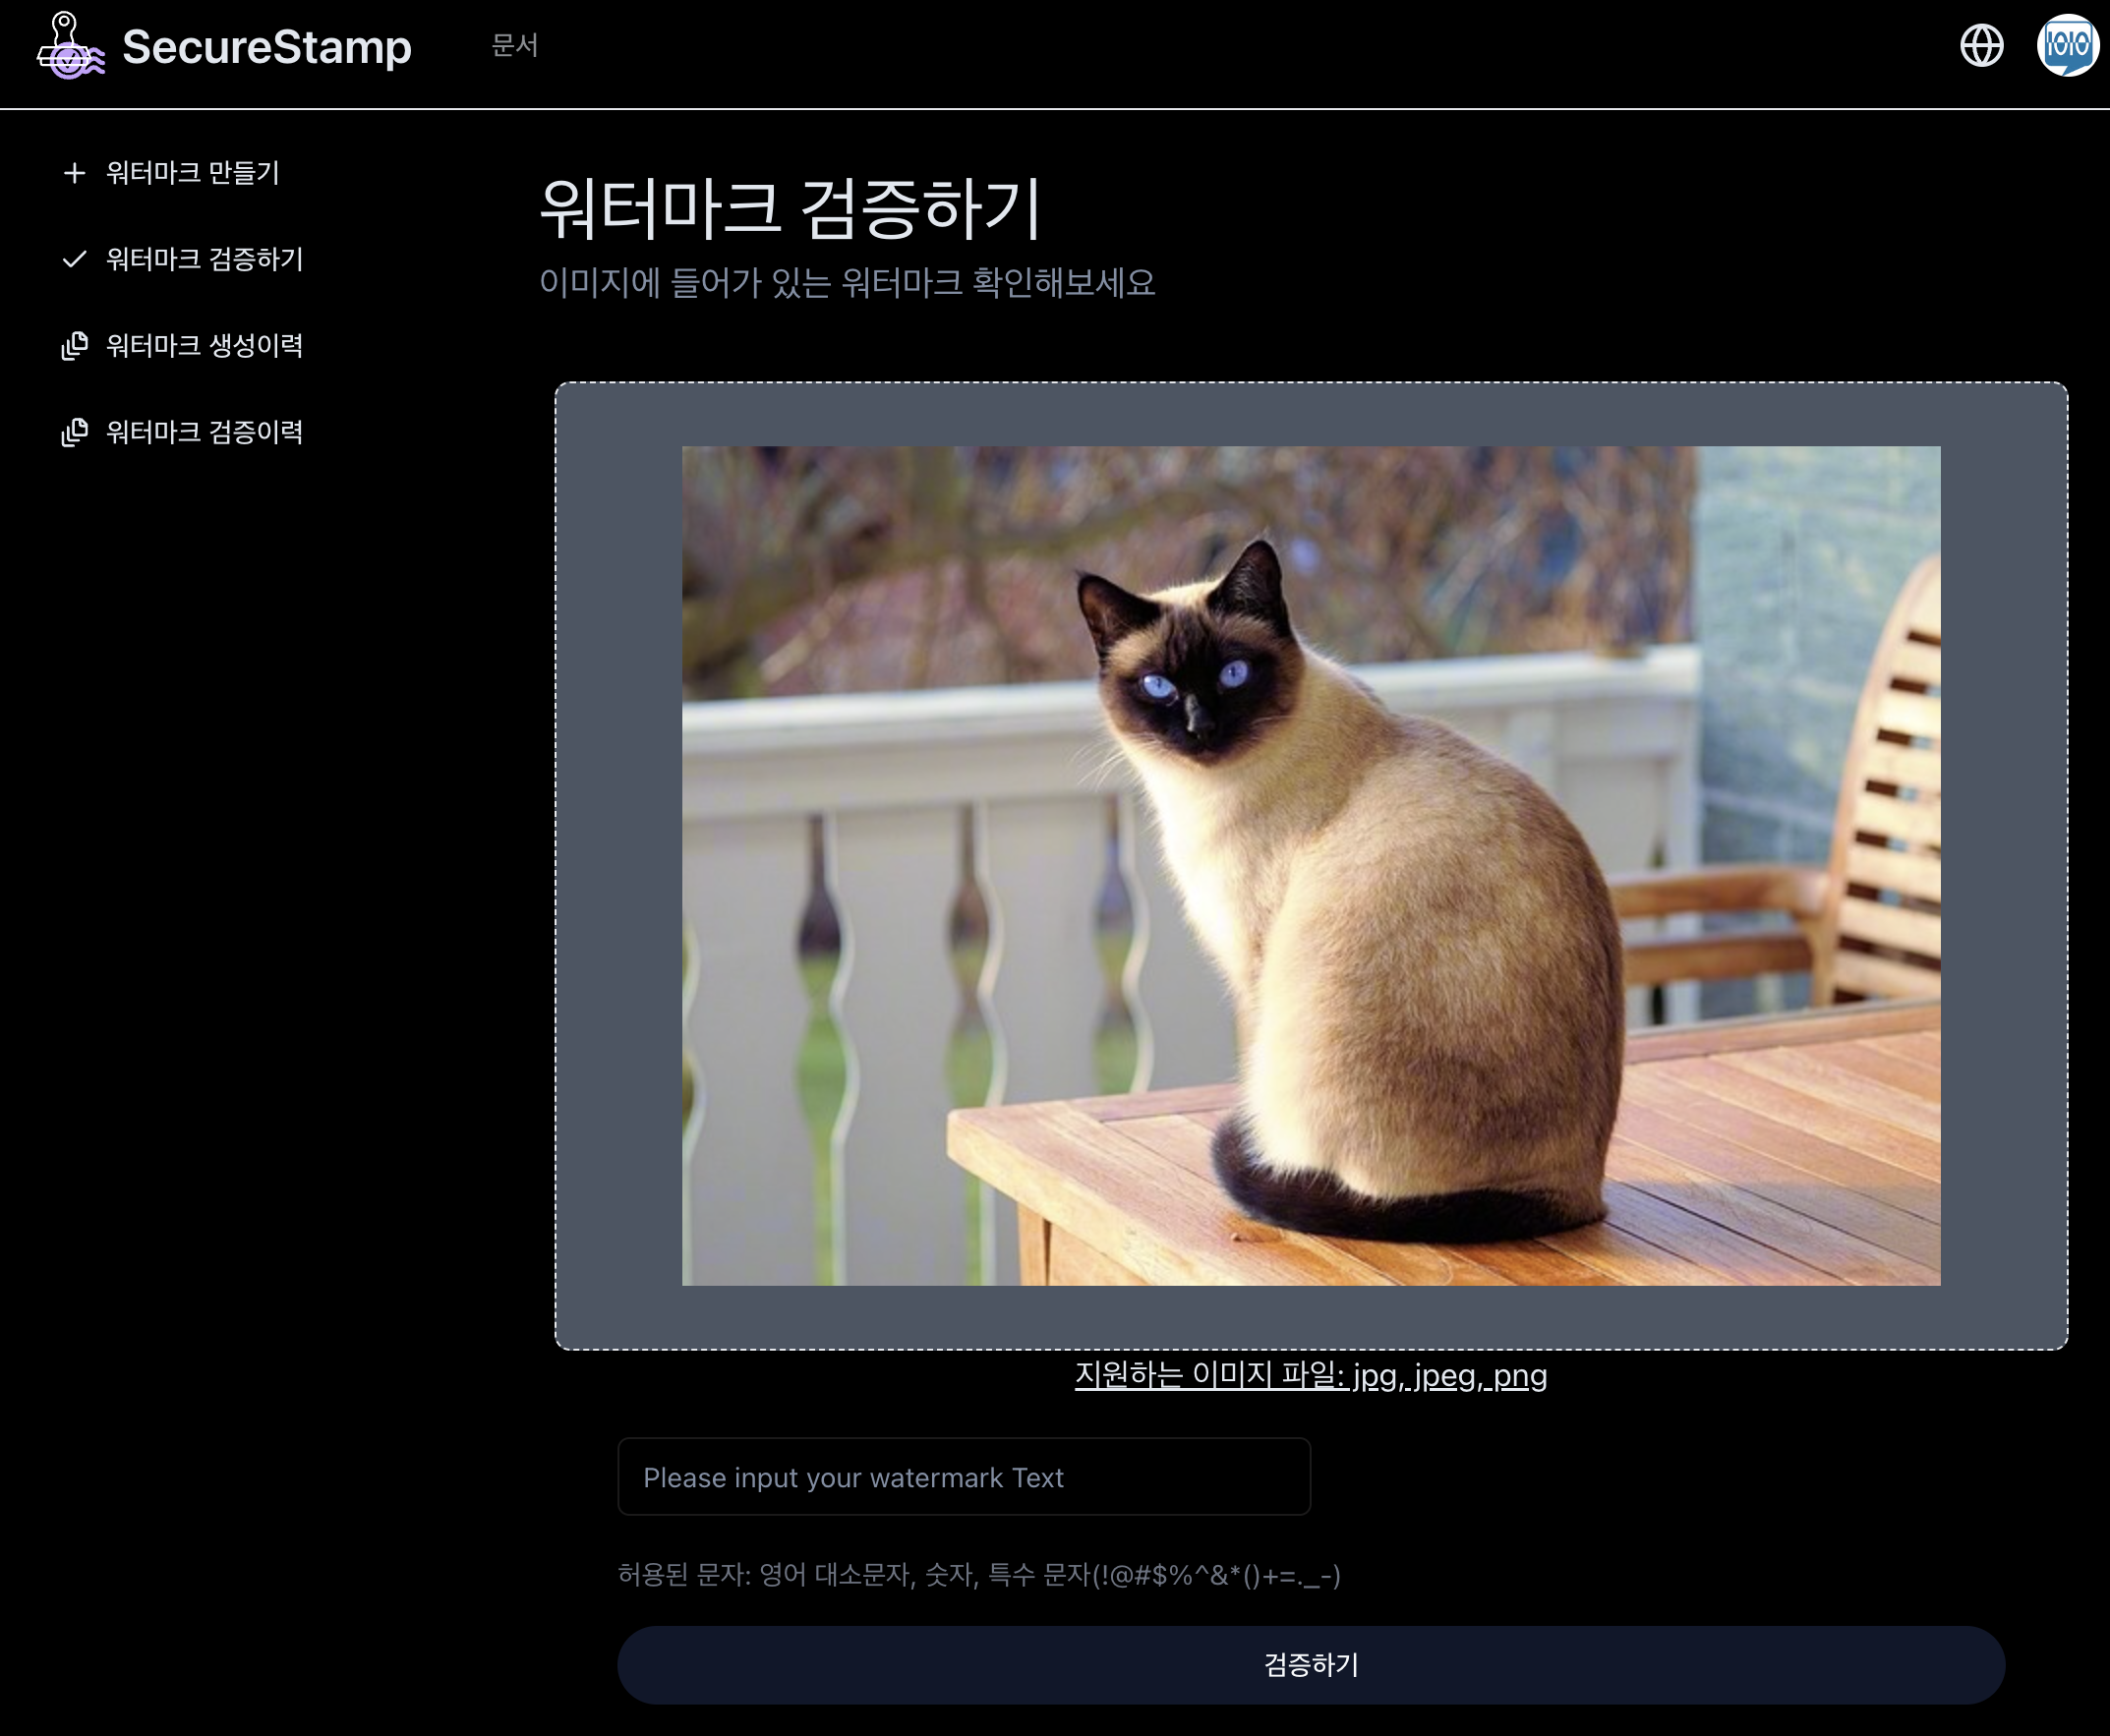 SecureStamp
문서
IOIO
워터마크 만들기
워터마크 검증하기
워터마크 생성이력
워터마크 검증이력
워터마크 검증하기
이미지에 들어가 있는 워터마크 확인해보세요
지원하는 이미지 파일: jpg, jpeg, png
Please input your watermark Text
허용된 문자: 영어 대소문자, 숫자, 특수 문자(!@#$%^&*()+=._-)
검증하기